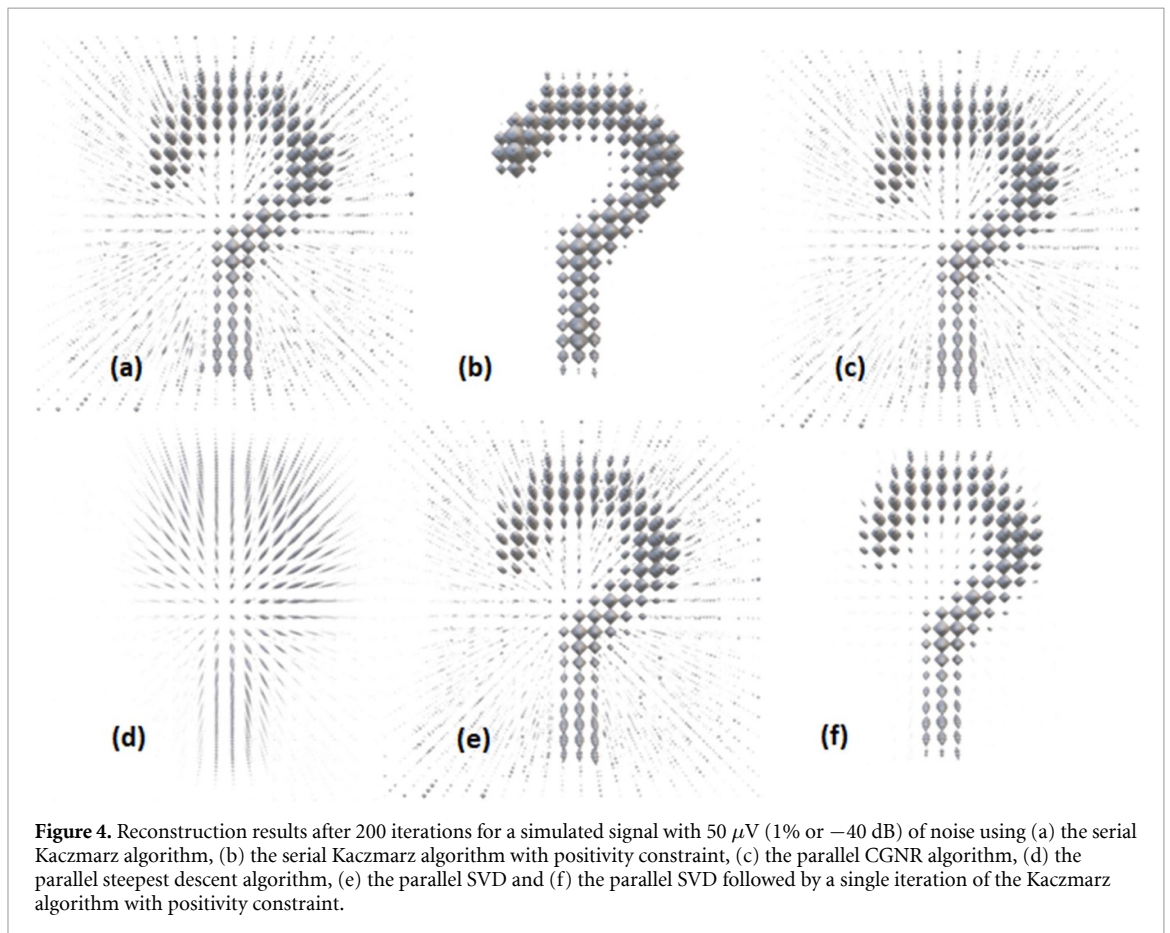 (a)
(b)
(c)
(d)
(e)
(f)
Figure 4. Reconstruction results after 200 iterations for a simulated signal with 50 μV (1% or −40 dB) of noise using (a) the serial
Kaczmarz algorithm, (b) the serial Kaczmarz algorithm with positivity constraint, (c) the parallel CGNR algorithm, (d) the
parallel steepest descent algorithm, (e) the parallel SVD and (f) the parallel SVD followed by a single iteration of the Kaczmarz
algorithm with positivity constraint.